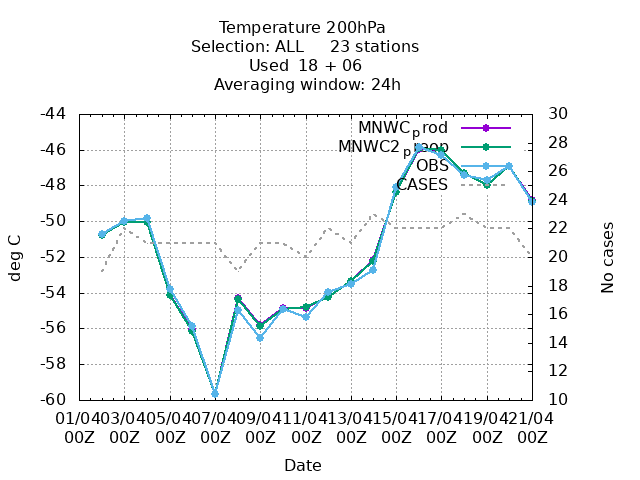 Temperature 200hPa
Selection: ALL 23 stations
Used 18 + 06
Averaging window: 24h
-44
-46
-48
-50
-52
-54
-56
-58
-60
deg C
30
28
26
24
22
20
18
16
14
12
10
No cases
MNWC_prod
OBS
CASES
01/04 03/04 05/04 07/04 09/04 11/04 13/04 15/04 17/04 19/04 21/04
00Z 00Z 00Z 00Z 00Z 00Z 00Z 00Z 00Z 00Z 00Z
Date